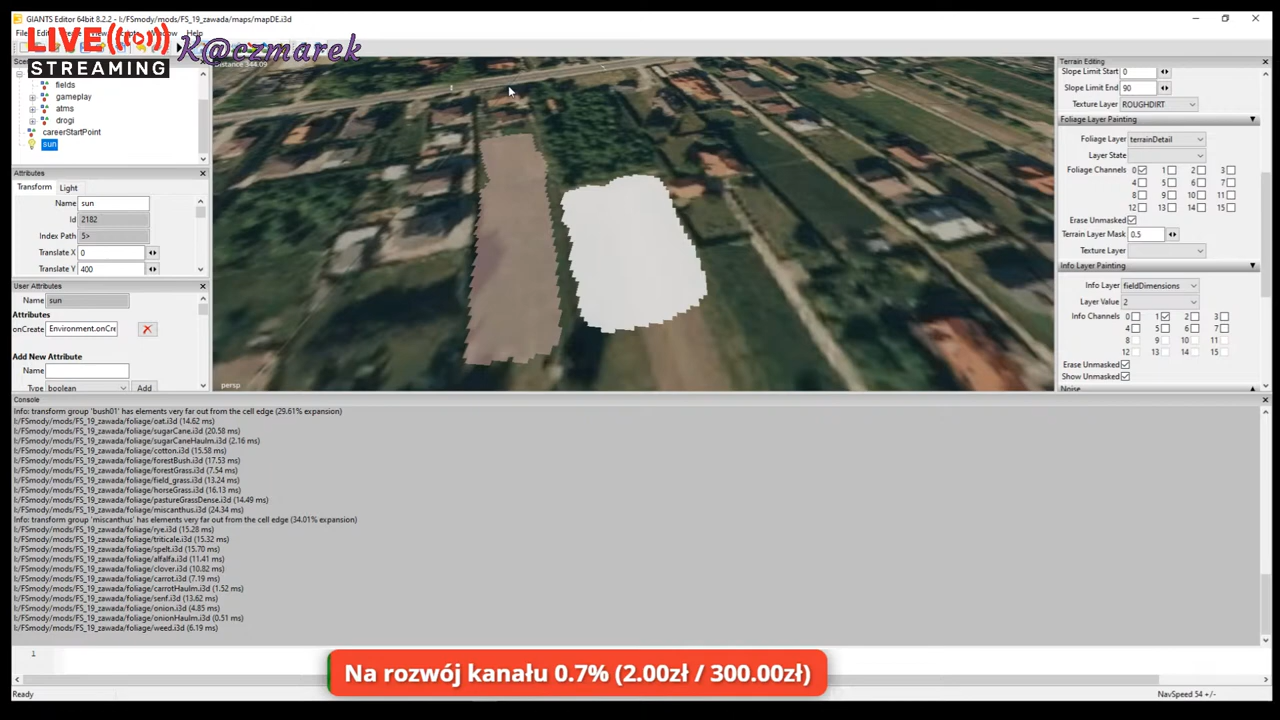 GIANTS Editor 64bit 8.2.2 - I:/FSmody/mods/FS_19_zawada/maps/mapDE.i3d
Help
LIVE
STREAMING
K@czmarek
Distance 344.09
fields
gameplay
atms
drogi
careerStartPoint
sun
Attributes
Transform Light
Name sun
Id 2182
Index Path 5>
Translate X 0
Translate Y 400
User Attributes
Name sun
Attributes
onCreate Environment.onCre
Add New Attribute
Name
Type boolean Add
persp
Terrain Editing
Slope Limit Start 0
Slope Limit End 90
Texture Layer ROUGHDIRT
Foliage Layer Painting
Foliage Layer terrainDetail
Layer State
Foliage Channels 0 1 2 3
4 5 6 7
8 9 10 11
12 13 14 15
Erase Unmasked
Terrain Layer Mask 0.5
Texture Layer
Info Layer Painting
Info Layer fieldDimensions
Layer Value 2
Info Channels 0 1 2 3
4 5 6 7
8 9 10 11
12 13 14 15
Erase Unmasked
Show Unmasked
Noise
Console
Info: transform group 'bush01' has elements very far out from the cell edge (29.61% expansion)
I:/FSmody/mods/FS_19_zawada/foliage/oat.i3d (14.62 ms)
I:/FSmody/mods/FS_19_zawada/foliage/sugarCane.i3d (20.58 ms)
I:/FSmody/mods/FS_19_zawada/foliage/sugarCaneHaulm.i3d (2.16 ms)
I:/FSmody/mods/FS_19_zawada/foliage/cotton.i3d (15.58 ms)
I:/FSmody/mods/FS_19_zawada/foliage/forestBush.i3d (17.53 ms)
I:/FSmody/mods/FS_19_zawada/foliage/forestGrass.i3d (7.54 ms)
I:/FSmody/mods/FS_19_zawada/foliage/field_grass.i3d (13.24 ms)
I:/FSmody/mods/FS_19_zawada/foliage/horseGrass.i3d (16.13 ms)
I:/FSmody/mods/FS_19_zawada/foliage/pastureGrassDense.i3d (14.49 ms)
I:/FSmody/mods/FS_19_zawada/foliage/miscanthus.i3d (24.34 ms)
Info: transform group 'miscanthus' has elements very far out from the cell edge (34.01% expansion)
I:/FSmody/mods/FS_19_zawada/foliage/rye.i3d (15.28 ms)
I:/FSmody/mods/FS_19_zawada/foliage/triticale.i3d (15.32 ms)
I:/FSmody/mods/FS_19_zawada/foliage/spelt.i3d (15.70 ms)
I:/FSmody/mods/FS_19_zawada/foliage/alfalfa.i3d (11.41 ms)
I:/FSmody/mods/FS_19_zawada/foliage/clover.i3d (10.82 ms)
I:/FSmody/mods/FS_19_zawada/foliage/carrot.i3d (7.19 ms)
I:/FSmody/mods/FS_19_zawada/foliage/carrotHaulm.i3d (1.52 ms)
I:/FSmody/mods/FS_19_zawada/foliage/senf.i3d (13.62 ms)
I:/FSmody/mods/FS_19_zawada/foliage/onion.i3d (4.85 ms)
I:/FSmody/mods/FS_19_zawada/foliage/onionHaulm.i3d (0.51 ms)
I:/FSmody/mods/FS_19_zawada/foliage/weed.i3d (6.19 ms)
1
Na rozwój kanału 0.7% (2.00zł / 300.00zł)
Ready
NavSpeed 54 +/-